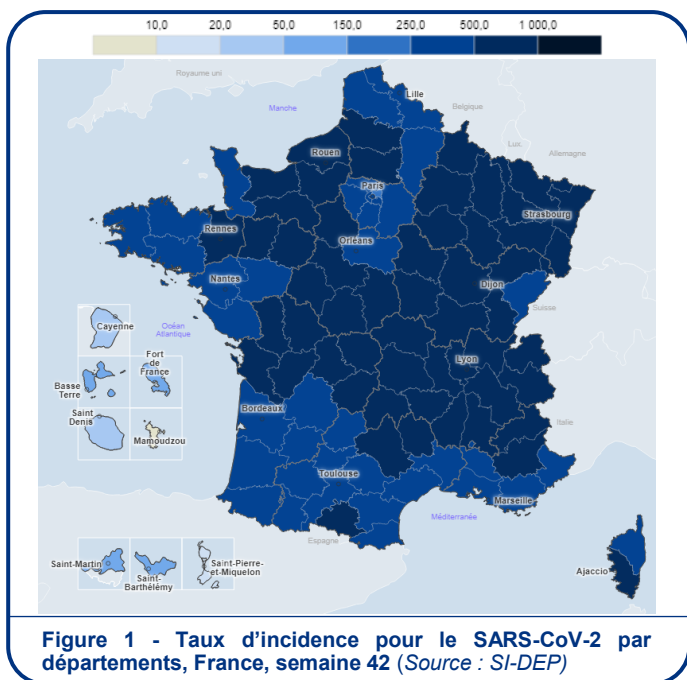 10,0 20,0 50,0 150,0 250,0 500,0 1 000,0
Royaume uni
Lille
Manche
Belgique
Lux.
Allemagne
Rouen
Paris
Strasbourg
Rennes
Orléans
Nantes
Dijon
Suisse
Cayenne
Océan
Atlantique
Fort
de
France
Basse
Terre
Lyon
Saint
Denis
Mamoudzou
Bordeaux
Italie
Toulouse
Marseille
Méditerranée
Espagne
Saint-Martin
Saint-
Barthélémy
Saint-Pierre-
et-Miquelon
Ajaccio
Figure 1 - Taux d’incidence pour le SARS-CoV-2 par
départements, France, semaine 42 (Source : SI-DEP)